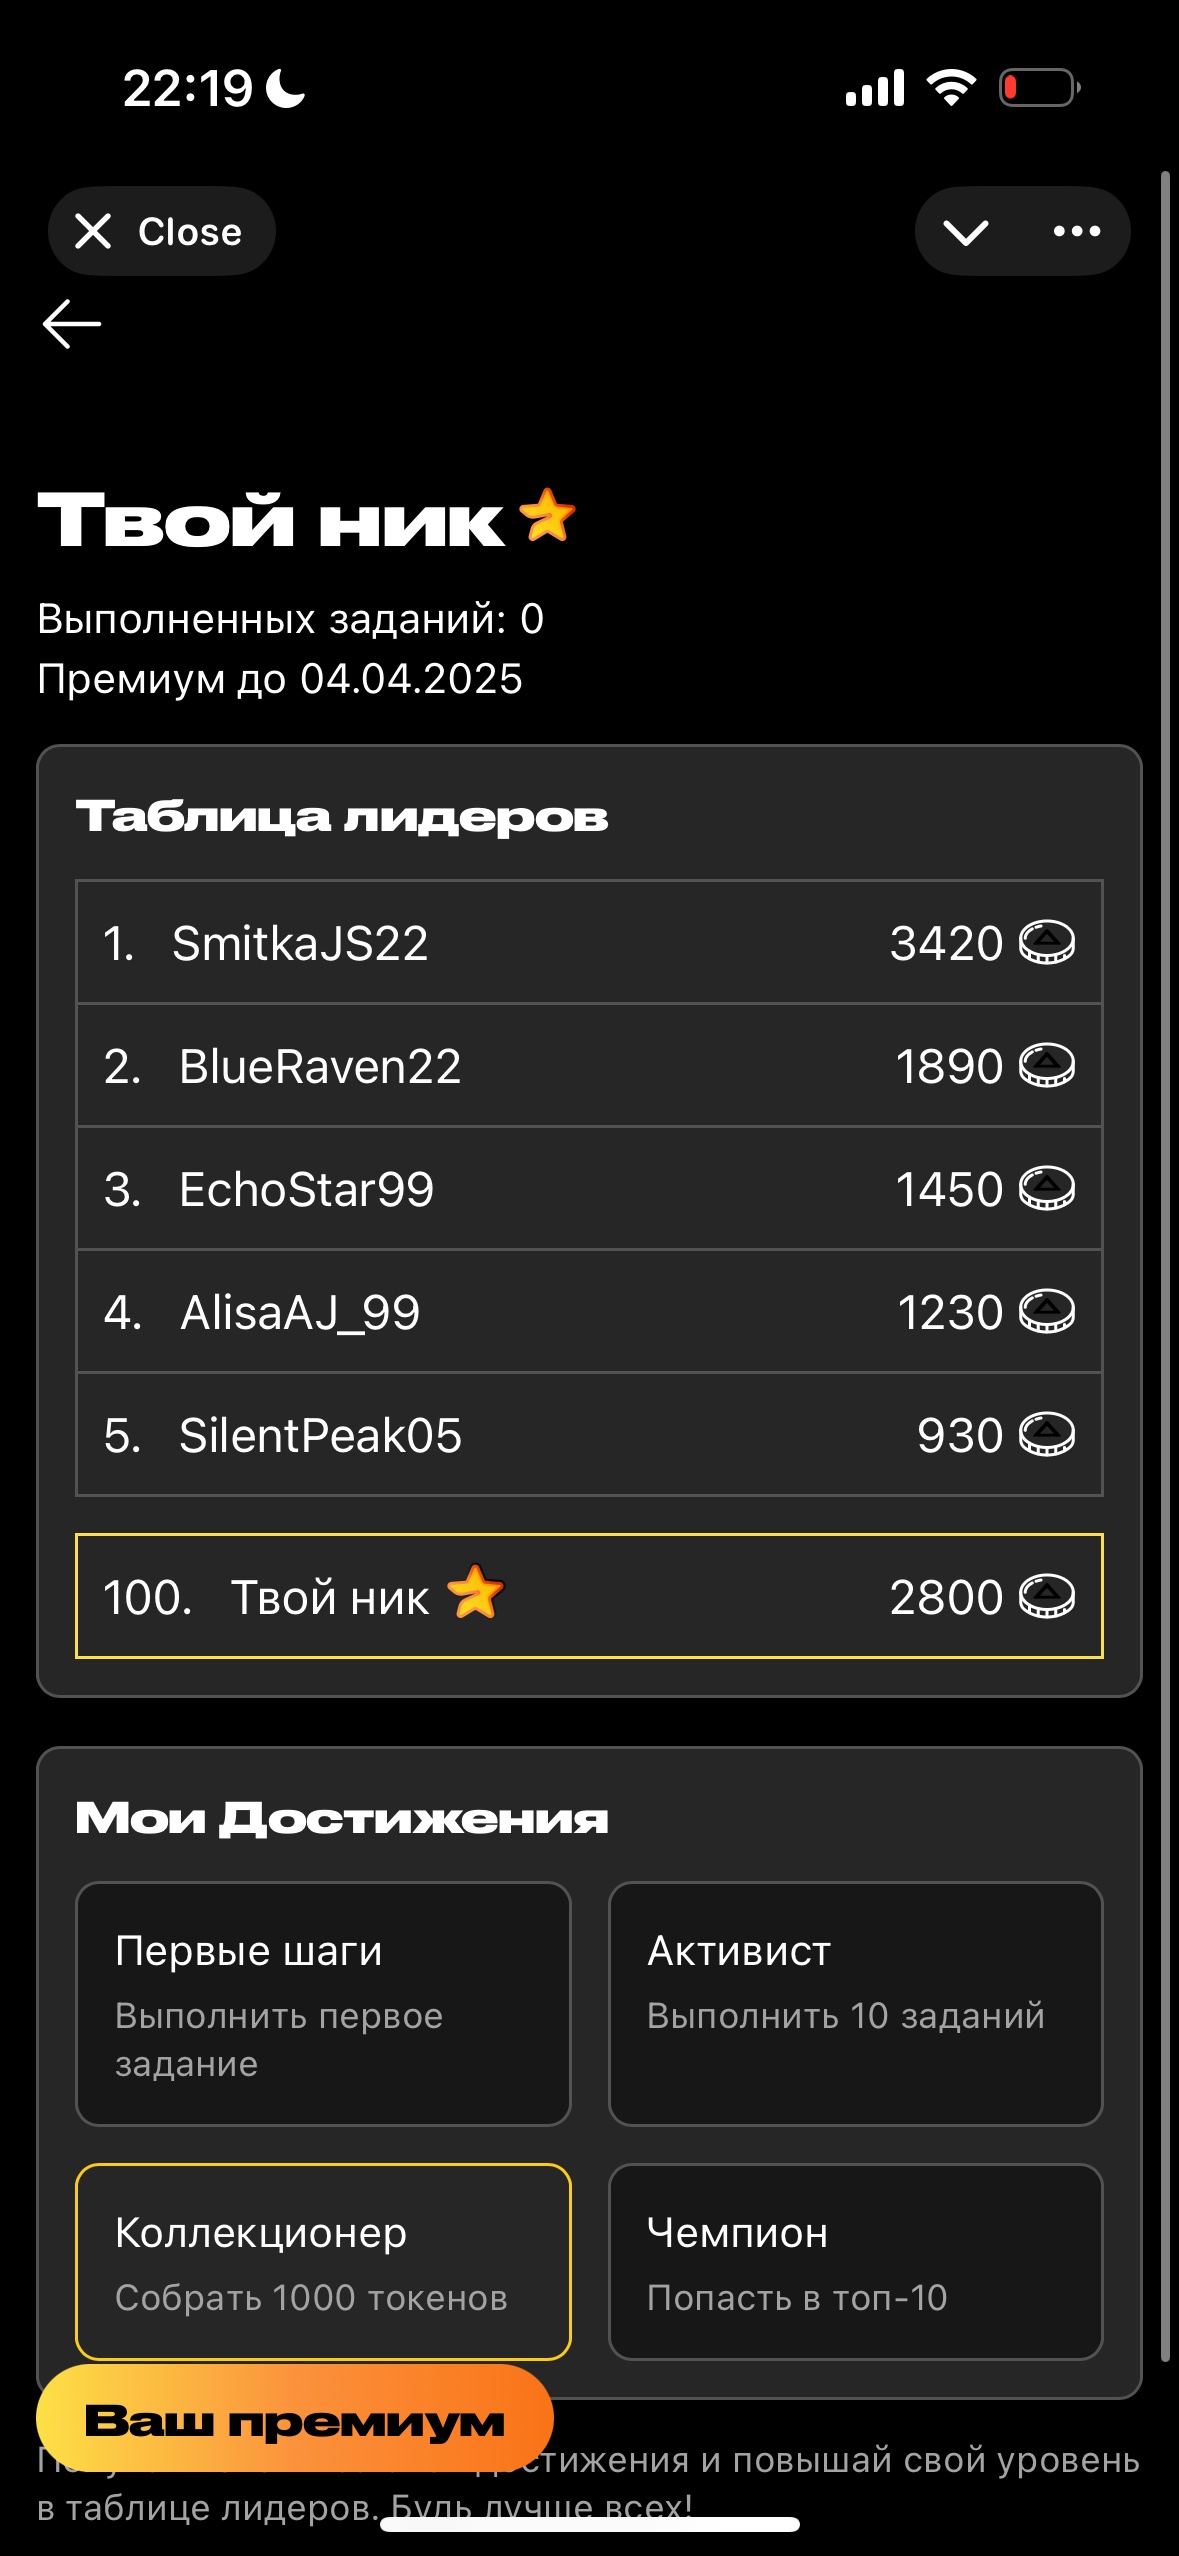 22:19
Close
Твой ник
Выполненных заданий: 0
Премиум до 04.04.2025
Таблица лидеров
1. SmitkaJS22 3420
2. BlueRaven22 1890
3. EchoStar99 1450
4. AlisaAJ_99 1230
5. SilentPeak05 930
100. Твой ник 2800
Мои Достижения
Первые шаги
Выполнить первое
задание
Активист
Выполнить 10 заданий
Коллекционер
Собрать 1000 токенов
Чемпион
Попасть в топ-10
Ваш премиум
и повышай свой уровень
в таблице лидеров. Будь лучше всех!